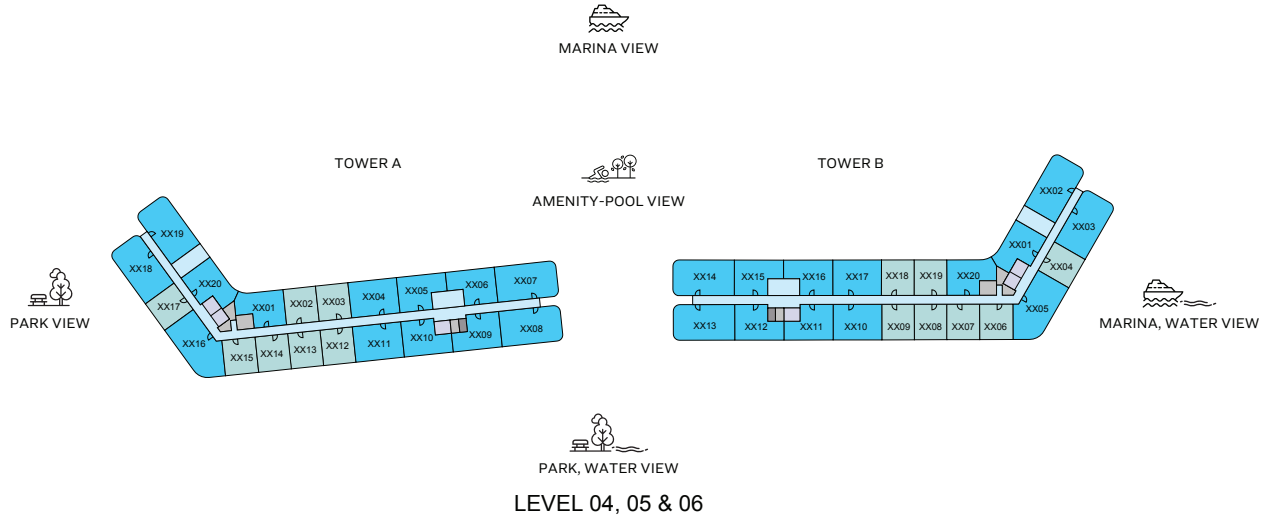 MARINA VIEW
TOWER A
TOWER B
AMENITY-POOL VIEW
PARK VIEW
MARINA, WATER VIEW
XX19
XX18
XX20
XX17
XX16
XX01
XX02
XX03
XX04
XX05
XX06
XX07
XX15
XX14
XX13
XX12
XX11
XX10
XX09
XX08
XX02
XX03
XX01
XX04
XX05
XX14
XX15
XX16
XX17
XX18
XX19
XX20
XX13
XX12
XX11
XX10
XX09
XX08
XX07
XX06
PARK, WATER VIEW
LEVEL 04, 05 & 06